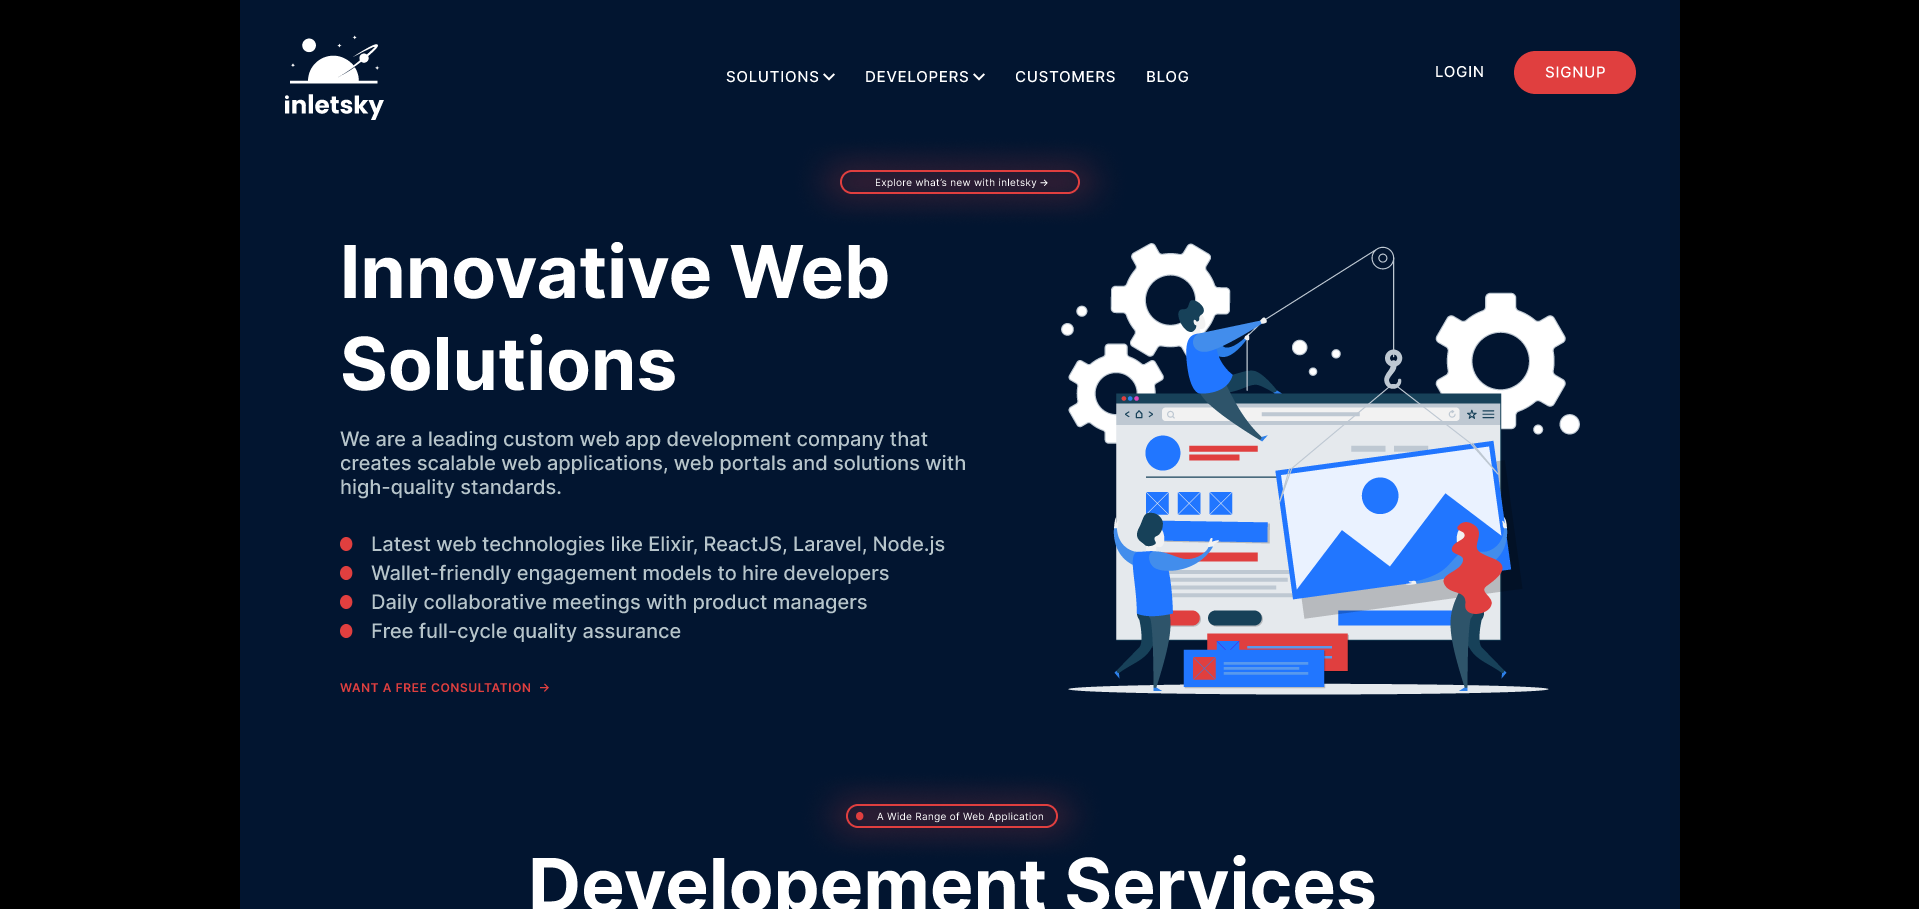 inletsky
SOLUTIONS
DEVELOPERS
CUSTOMERS
BLOG
LOGIN
SIGNUP
Explore what's new with inletsky →
Innovative Web
Solutions
We are a leading custom web app development company that
creates scalable web applications, web portals and solutions with
high-quality standards.
Latest web technologies like Elixir, ReactJS, Laravel, Node.js
Wallet-friendly engagement models to hire developers
Daily collaborative meetings with product managers
Free full-cycle quality assurance
WANT A FREE CONSULTATION →
A Wide Range of Web Application
Developement Services